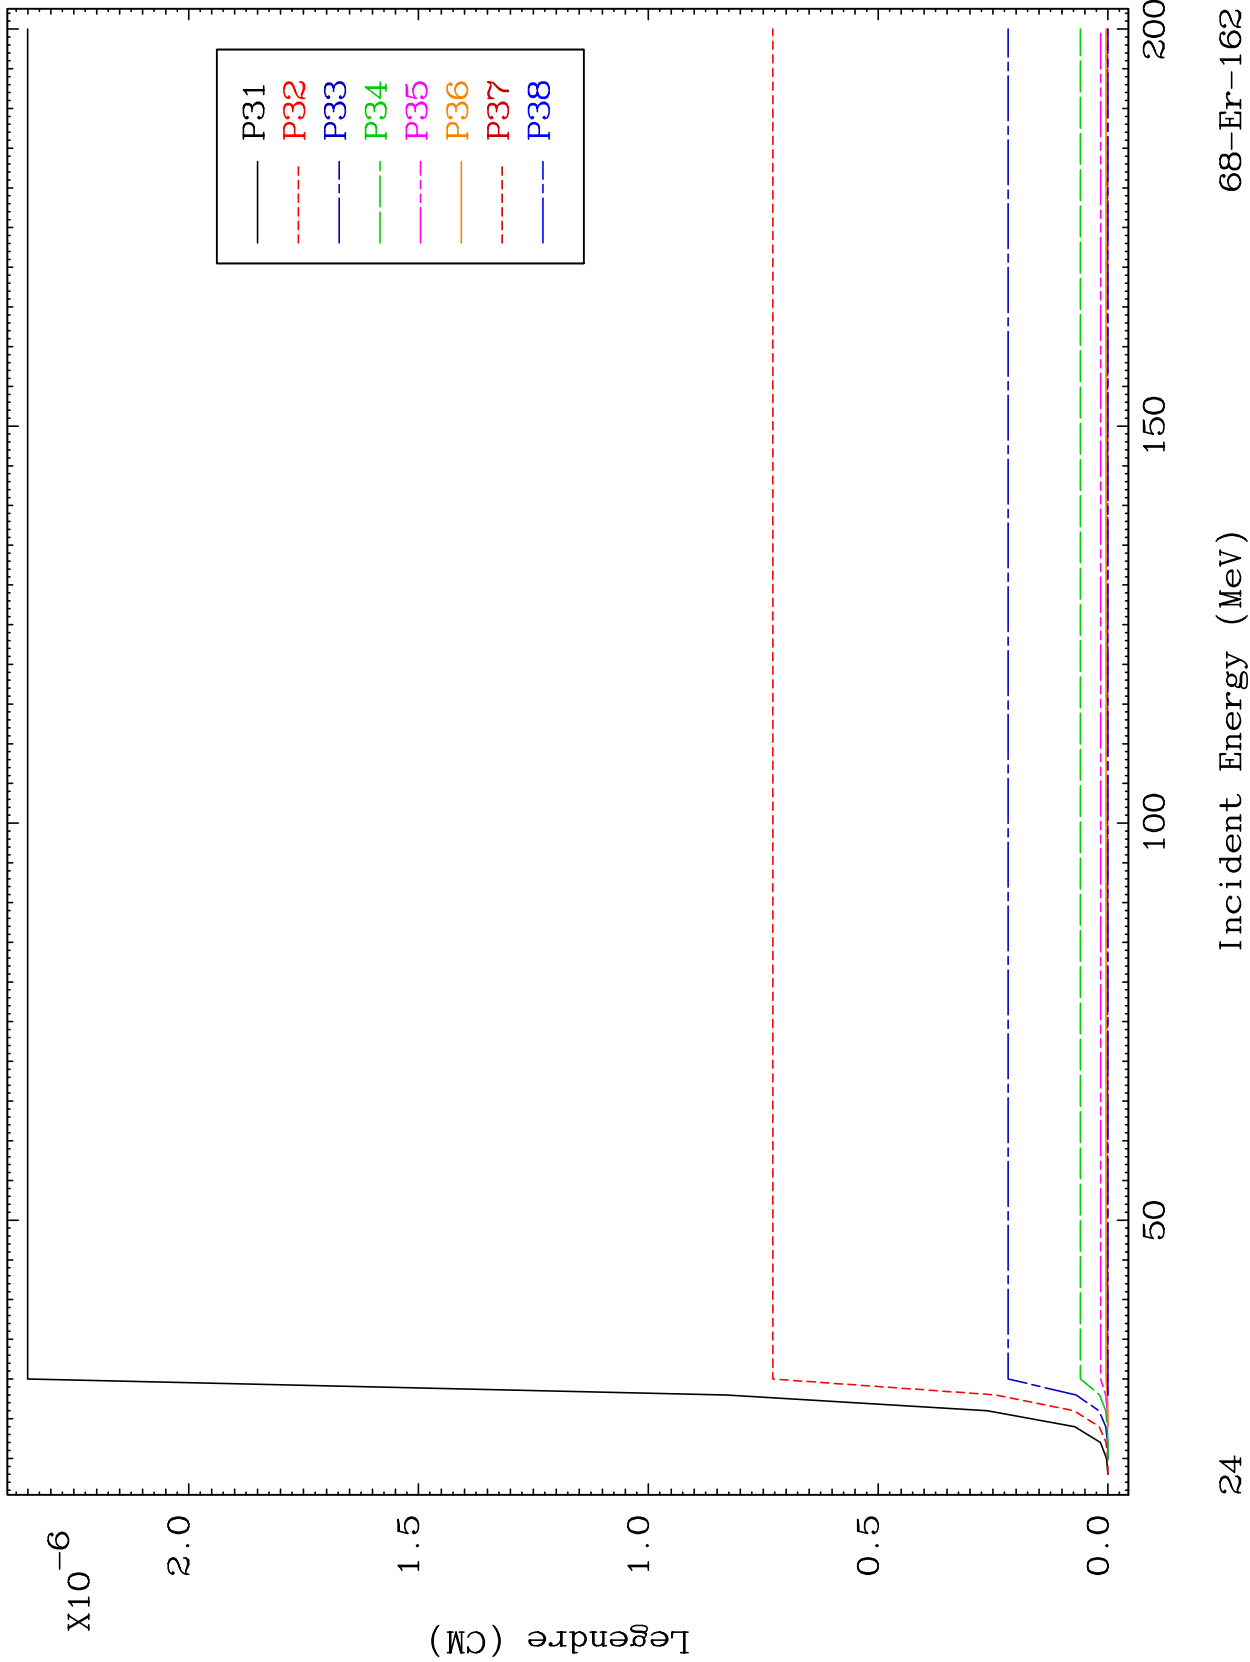 X10-6
2.0
1.5
1.0
0.5
0.0
Legendre (CM)
P31
P32
P33
P34
P35
P36
P37
P38
50
100
150
200
Incident Energy (MeV)
24
68-Er-162